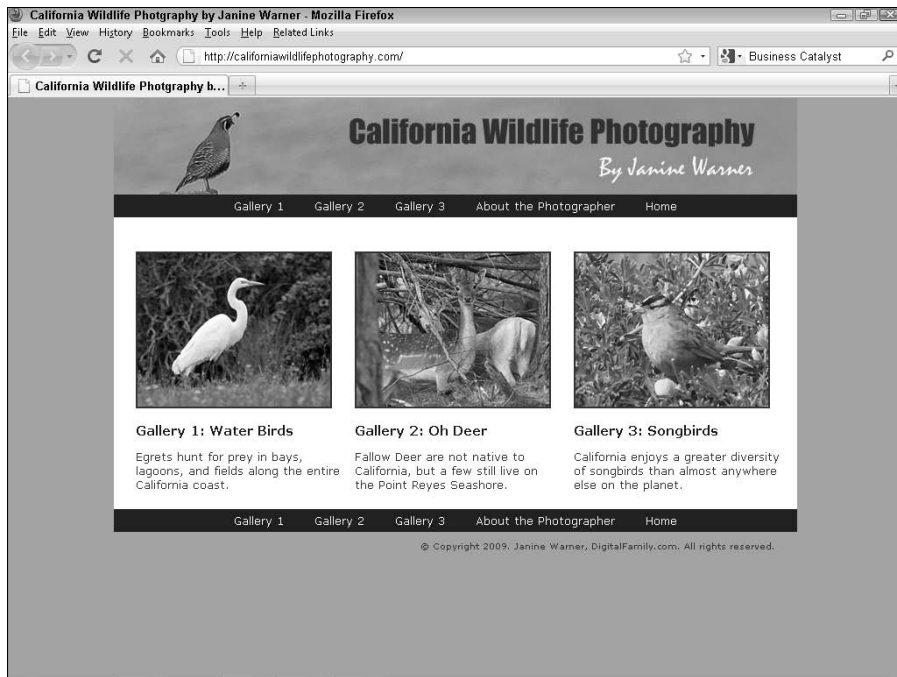 California Wildlife Photgraphy by Janine Warner - Mozilla Firefox
File Edit View History Bookmarks Tools Help Related Links
http://californiawildlifephotography.com/
Business Catalyst
California Wildlife Photgraphy b...
California Wildlife Photography
By Janine Warner
Gallery 1 Gallery 2 Gallery 3 About the Photographer Home
Gallery 1: Water Birds
Egrets hunt for prey in bays,
lagoons, and fields along the entire
California coast.
Gallery 2: Oh Deer
Fallow Deer are not native to
California, but a few still live on
the Point Reyes Seashore.
Gallery 3: Songbirds
California enjoys a greater diversity
of songbirds than almost anywhere
else on the planet.
Gallery 1 Gallery 2 Gallery 3 About the Photographer Home
© Copyright 2009. Janine Warner, DigitalFamily.com. All rights reserved.